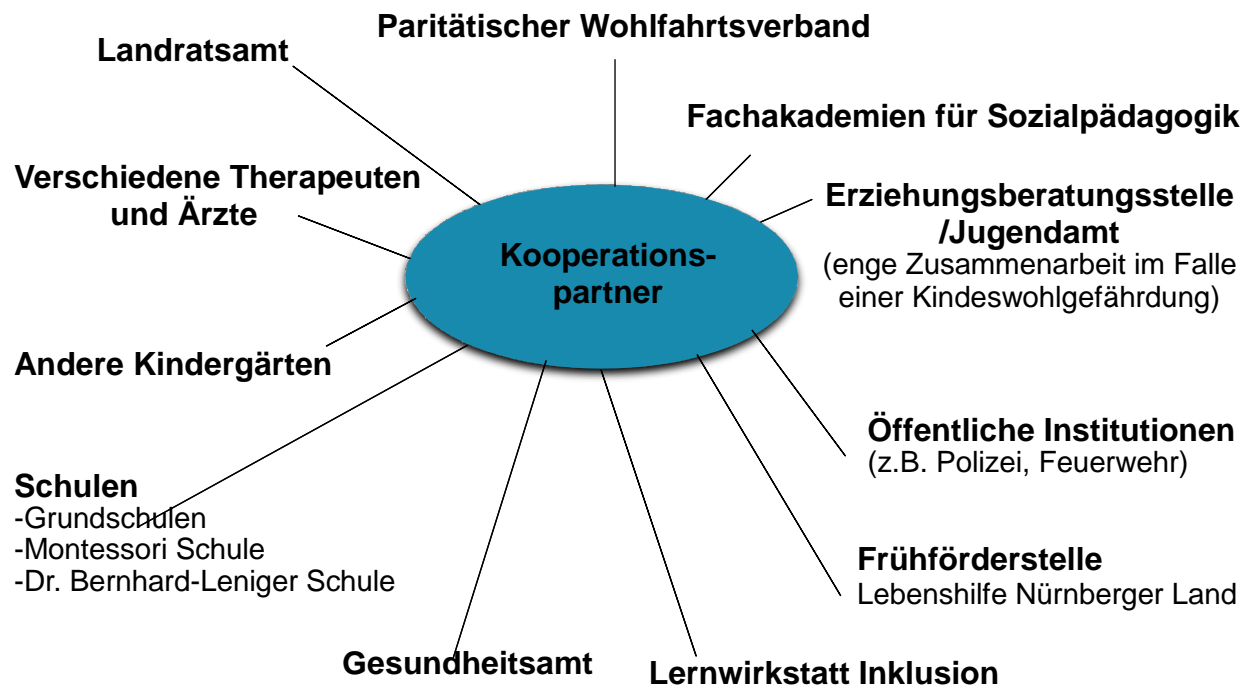 Paritätischer Wohlfahrtsverband
Landratsamt
Fachakademien für Sozialpädagogik
Verschiedene Therapeuten
und Ärzte
Erziehungsberatungsstelle
/Jugendamt
(enge Zusammenarbeit im Falle
einer Kindeswohlgefährdung)
Kooperations-
partner
Andere Kindergärten
Öffentliche Institutionen
(z.B. Polizei, Feuerwehr)
Schulen
-Grundschulen
-Montessori Schule
-Dr. Bernhard-Leniger Schule
Frühförderstelle
Lebenshilfe Nürnberger Land
Gesundheitsamt
Lernwirkstatt Inklusion